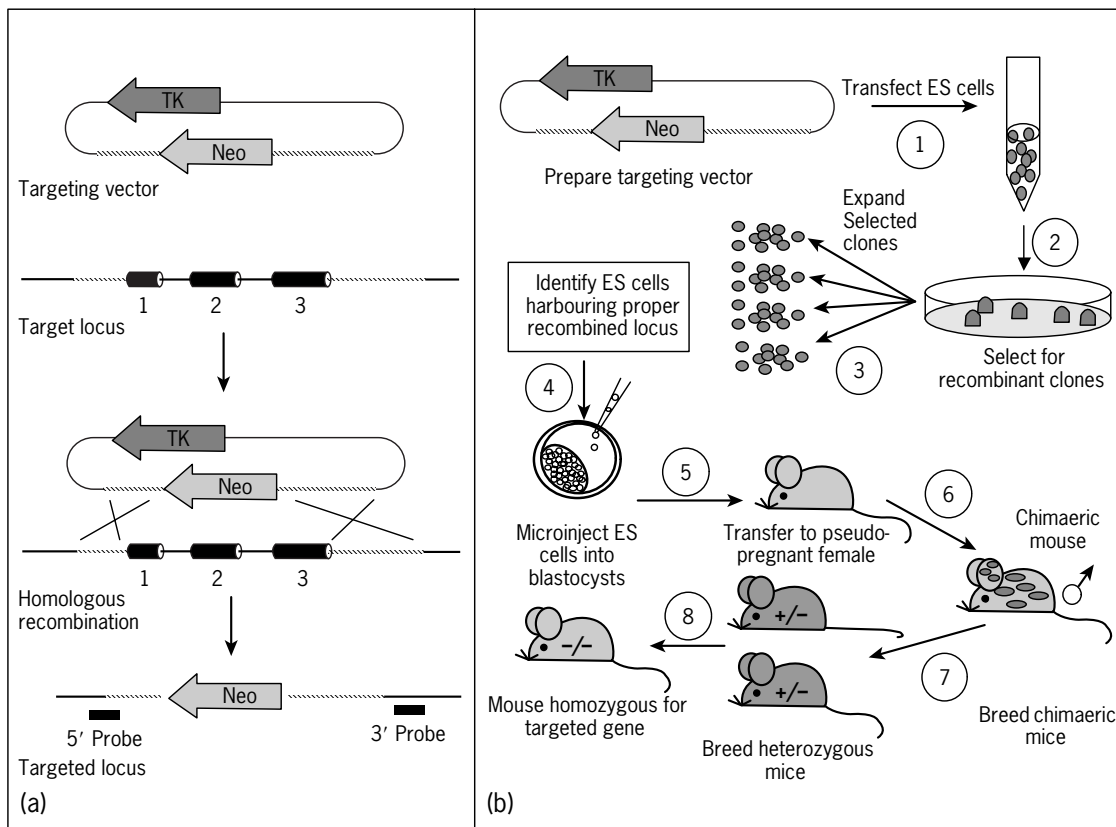 TK
Neo
Targeting vector
1 2 3
Target locus
TK
Neo
1 2 3
Homologous
recombination
Neo
5′ Probe
3′ Probe
Targeted locus
(a)
TK
Neo
Prepare targeting vector
Transfect ES cells
1
2
Select for
recombinant clones
Expand
Selected
clones
3
Identify ES cells
harbouring proper
recombined locus
4
Microinject ES
cells into
blastocysts
5
Transfer to pseudo-
pregnant female
6
Chimaeric
mouse
7
Breed chimaeric
mice
+/−
+/−
Breed heterozygous
mice
8
−/−
Mouse homozygous for
targeted gene
(b)